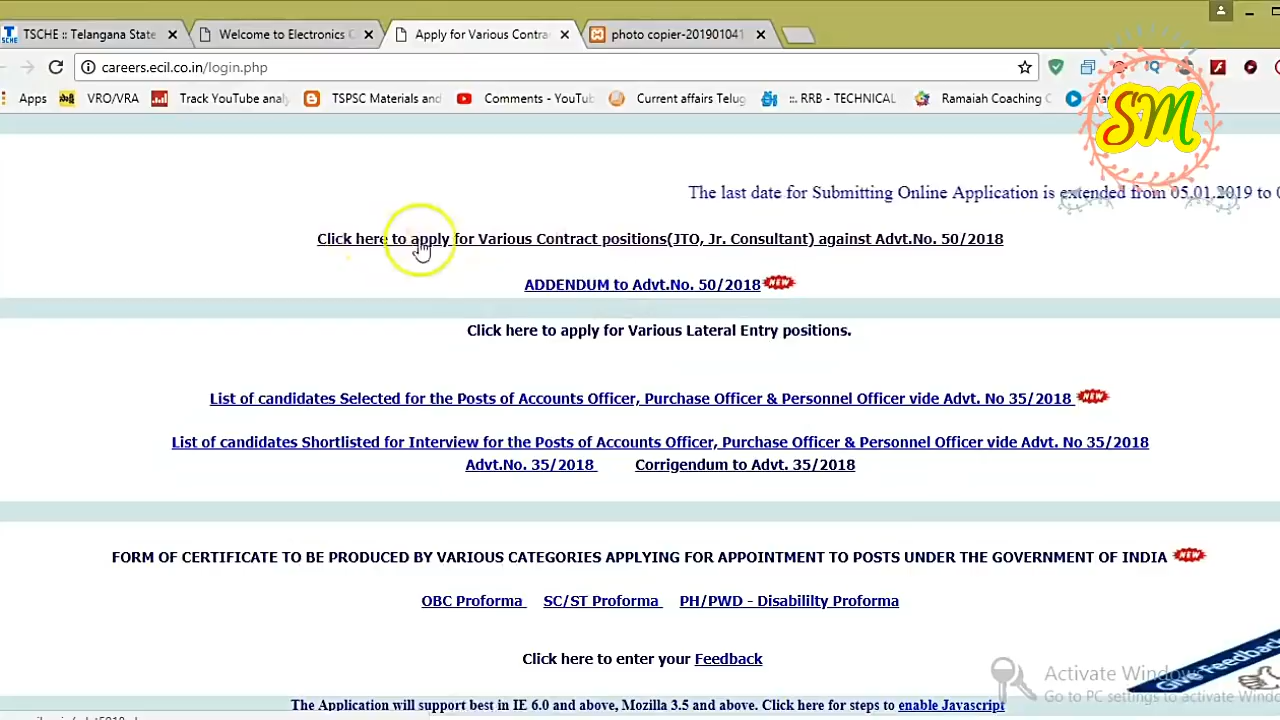 TSCHE :: Telangana State
Welcome to Electronics C
Apply for Various Contra
photo copier-201901041
careers.ecil.co.in/login.php
Apps
VRO/VRA
Track YouTube anal
TSPSC Materials and
Comments - YouTu
Current affairs Telug
::. RRB - TECHNICAL
Ramaiah Coaching C
SM
The last date for Submitting Online Application is extended from 05.01.2019 to
Click here to apply for Various Contract positions(JTO, Jr. Consultant) against Advt.No. 50/2018
ADDENDUM to Advt.No. 50/2018 NEW
Click here to apply for Various Lateral Entry positions.
List of candidates Selected for the Posts of Accounts Officer, Purchase Officer & Personnel Officer vide Advt. No 35/2018 NEW
List of candidates Shortlisted for Interview for the Posts of Accounts Officer, Purchase Officer & Personnel Officer vide Advt. No 35/2018
Advt.No. 35/2018 Corrigendum to Advt. 35/2018
FORM OF CERTIFICATE TO BE PRODUCED BY VARIOUS CATEGORIES APPLYING FOR APPOINTMENT TO POSTS UNDER THE GOVERNMENT OF INDIA NEW
OBC Proforma SC/ST Proforma PH/PWD - Disabililty Proforma
Click here to enter your Feedback
Give Feedback
Activate Windows
Go to PC settings to activate Win
The Application will support best in IE 6.0 and above, Mozilla 3.5 and above. Click here for steps to enable Javascript